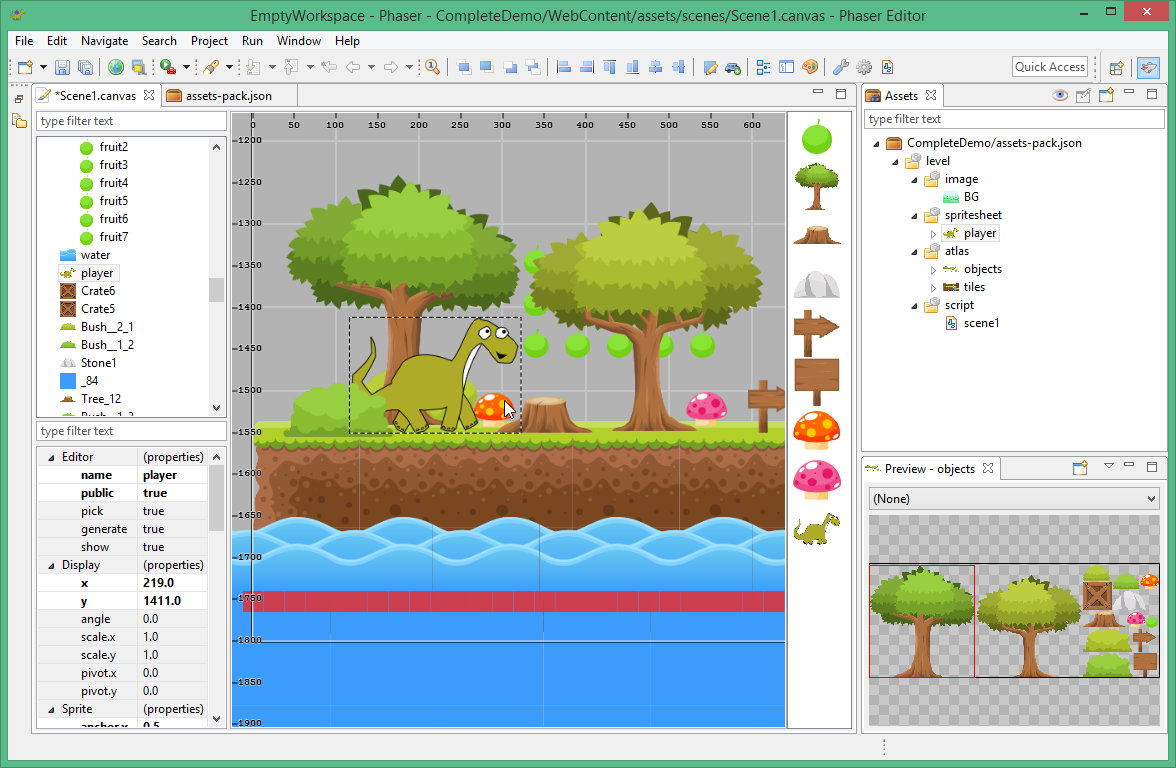 EmptyWorkspace - Phaser - CompleteDemo/WebContent/assets/scenes/Scene1.canvas - Phaser Editor
File Edit Navigate Search Project Run Window Help
Quick Access
*Scene1.canvas
assets-pack.json
type filter text
fruit2
fruit3
fruit4
fruit5
fruit6
fruit7
water
player
Crate6
Crate5
Bush__2_1
Bush__1_2
Stone1
_84
Tree_12
type filter text
Editor (properties)
name player
public true
pick true
generate true
show true
Display (properties)
x 219.0
y 1411.0
angle 0.0
scale.x 1.0
scale.y 1.0
pivot.x 0.0
pivot.y 0.0
Sprite (properties)
anchor.x 0.5
0 50 100 150 200 250 300 350 400 450 500 550 600
1200
1250
1300
1350
1400
1450
1500
1550
1600
1650
1700
1750
1800
1850
1900
Assets
type filter text
CompleteDemo/assets-pack.json
level
image
BG
spritesheet
player
atlas
objects
tiles
script
scene1
Preview - objects
(None)